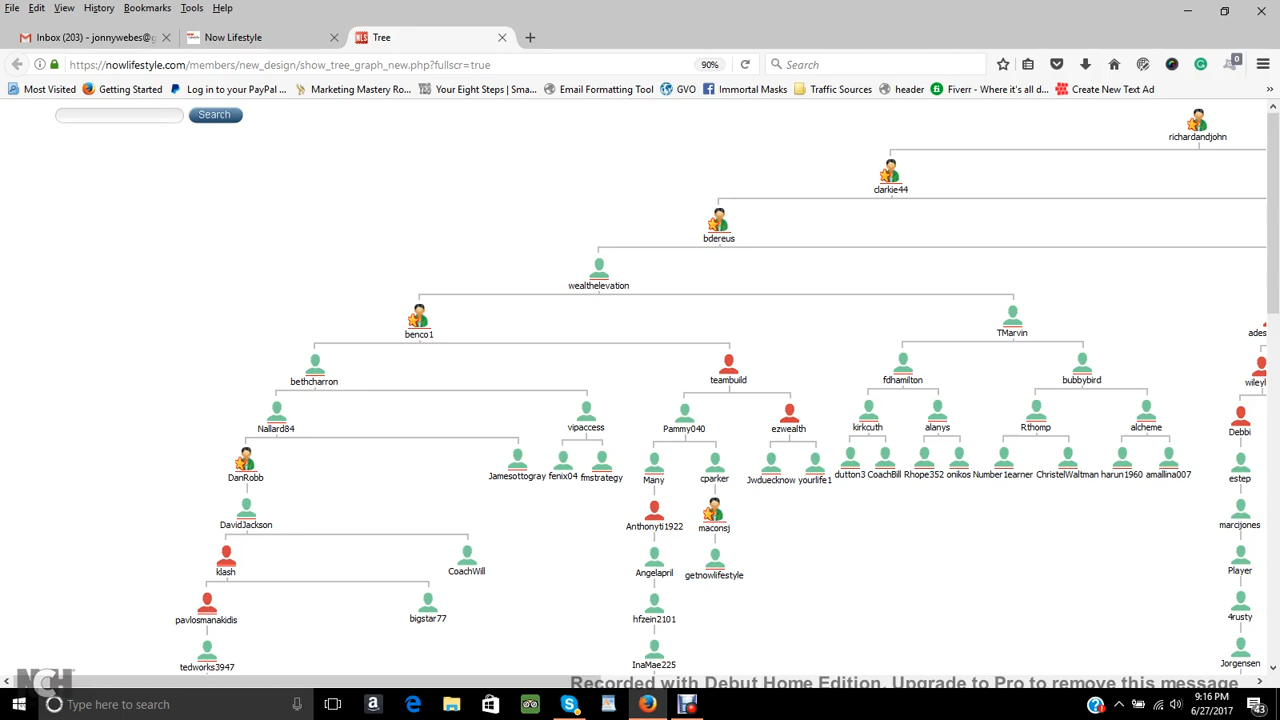 File Edit View History Bookmarks Tools Help
Inbox (203) - jonnywebes@g
Now Lifestyle
NLS Tree
https://nowlifestyle.com/members/new_design/show_tree_graph_new.php?fullscr=true
90%
Search
0
Most Visited Getting Started Log in to your PayPal ... Marketing Mastery Ro... Your Eight Steps | Sma... Email Formatting Tool GVO Immortal Masks Traffic Sources header Fiverr - Where it's all d... Create New Text Ad
Search
richardandjohn
clarkie44
bdereus
wealthelevation
benco1 TMarvin ades
bethcharron teambuild fdhamilton bubbybird wileyl
Nallard84 vipaccess Pammy040 ezwealth kirkcuth alanys Rthomp alcheme Debbi
DanRobb Jamesottogray fenix04 fmstrategy Many cparker Jwduecknow yourlife1 dutton3 CoachBill Rhope352 onikos Number1earner ChristelWaltman harun1960 amallina007 estep
DavidJackson Anthonyti1922 maconsj marcijones
klash CoachWill Angelapril getnowlifestyle Player
pavlosmanakidis bigstar77 hfzein2101 4rusty
tedworks3947 InaMae225 Jorgensen
NCH
Recorded with Debut Home Edition. Upgrade to Pro to remove this message
Type here to search
9:16 PM
6/27/2017
43